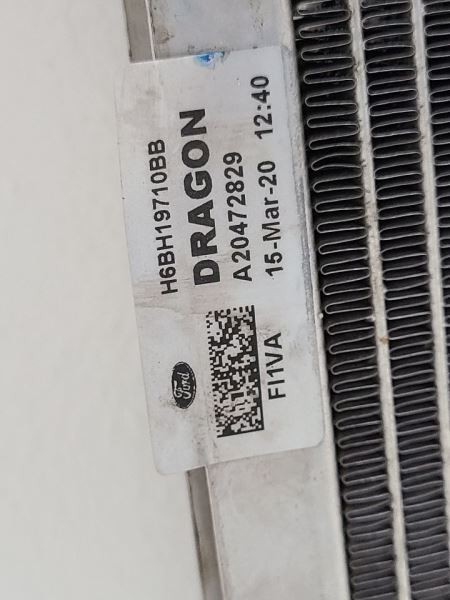 H6BH19710BB
DRAGON
A20472829
15-Mar-20 12:40
Ford
FI1VA